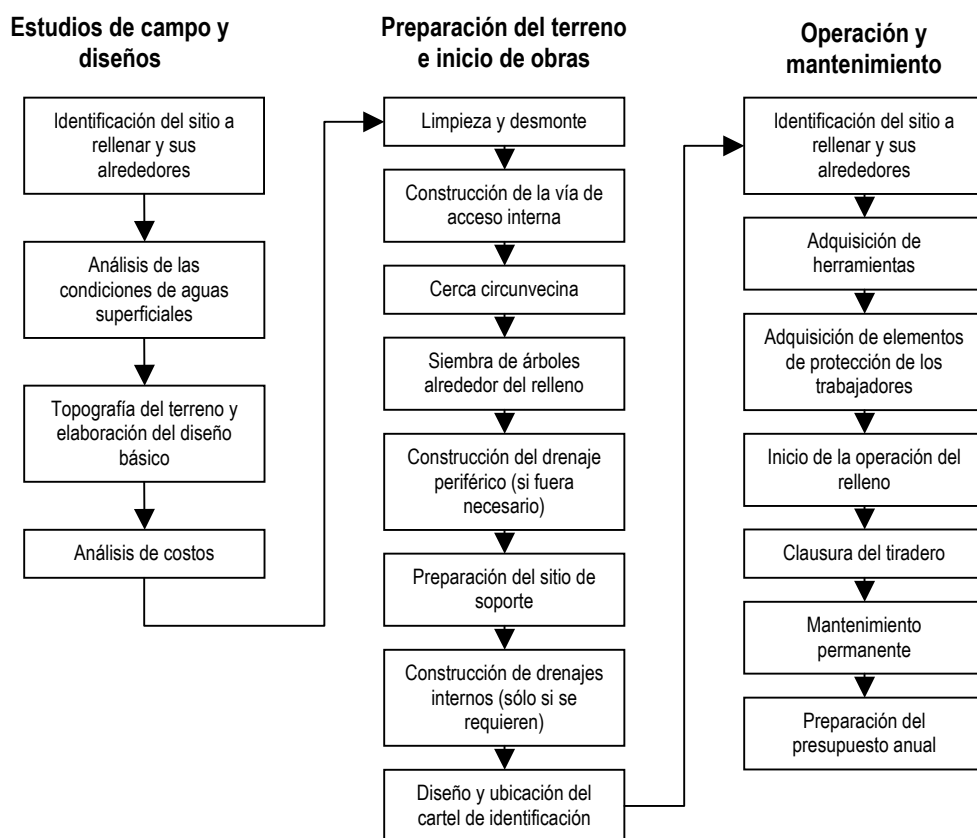 Estudios de campo y
diseños
Identificación del sitio a
rellenar y sus
alrededores
Análisis de las
condiciones de aguas
superficiales
Topografía del terreno y
elaboración del diseño
básico
Análisis de costos
Preparación del terreno
e inicio de obras
Limpieza y desmonte
Construcción de la vía de
acceso interna
Cerca circunvecina
Siembra de árboles
alrededor del relleno
Construcción del drenaje
periférico (si fuera
necesario)
Preparación del sitio de
soporte
Construcción de drenajes
internos (sólo si se
requieren)
Diseño y ubicación del
cartel de identificación
Operación y
mantenimiento
Identificación del sitio a
rellenar y sus
alrededores
Adquisición de
herramientas
Adquisición de elementos
de protección de los
trabajadores
Inicio de la operación del
relleno
Clausura del tiradero
Mantenimiento
permanente
Preparación del
presupuesto anual